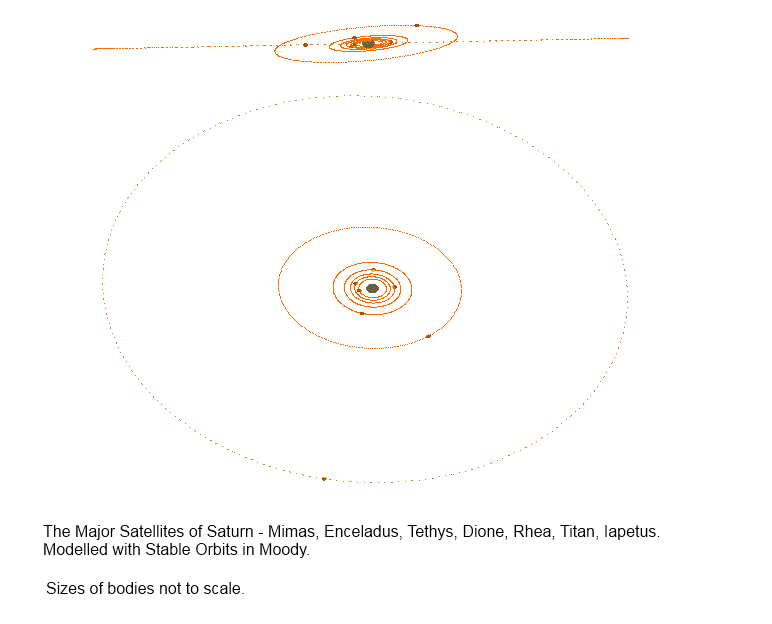 The Major Satellites of Saturn - Mimas, Enceladus, Tethys, Dione, Rhea, Titan, Iapetus.
Modelled with Stable Orbits in Moody.
Sizes of bodies not to scale.